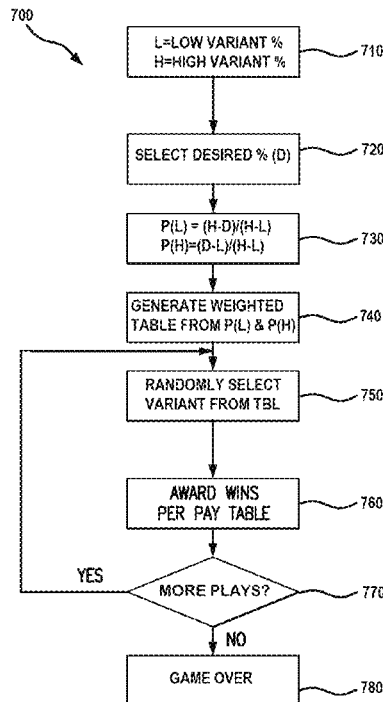 700
L=LOW VARIANT %
H=HIGH VARIANT %
710
SELECT DESIRED % (D)
720
P(L) = (H-D)/(H-L)
P(H)=(D-L)/(H-L)
730
GENERATE WEIGHTED
TABLE FROM P(L) & P(H)
740
RANDOMLY SELECT
VARIANT FROM TBL
750
AWARD WINS
PER PAY TABLE
760
YES
MORE PLAYS?
770
NO
GAME OVER
780